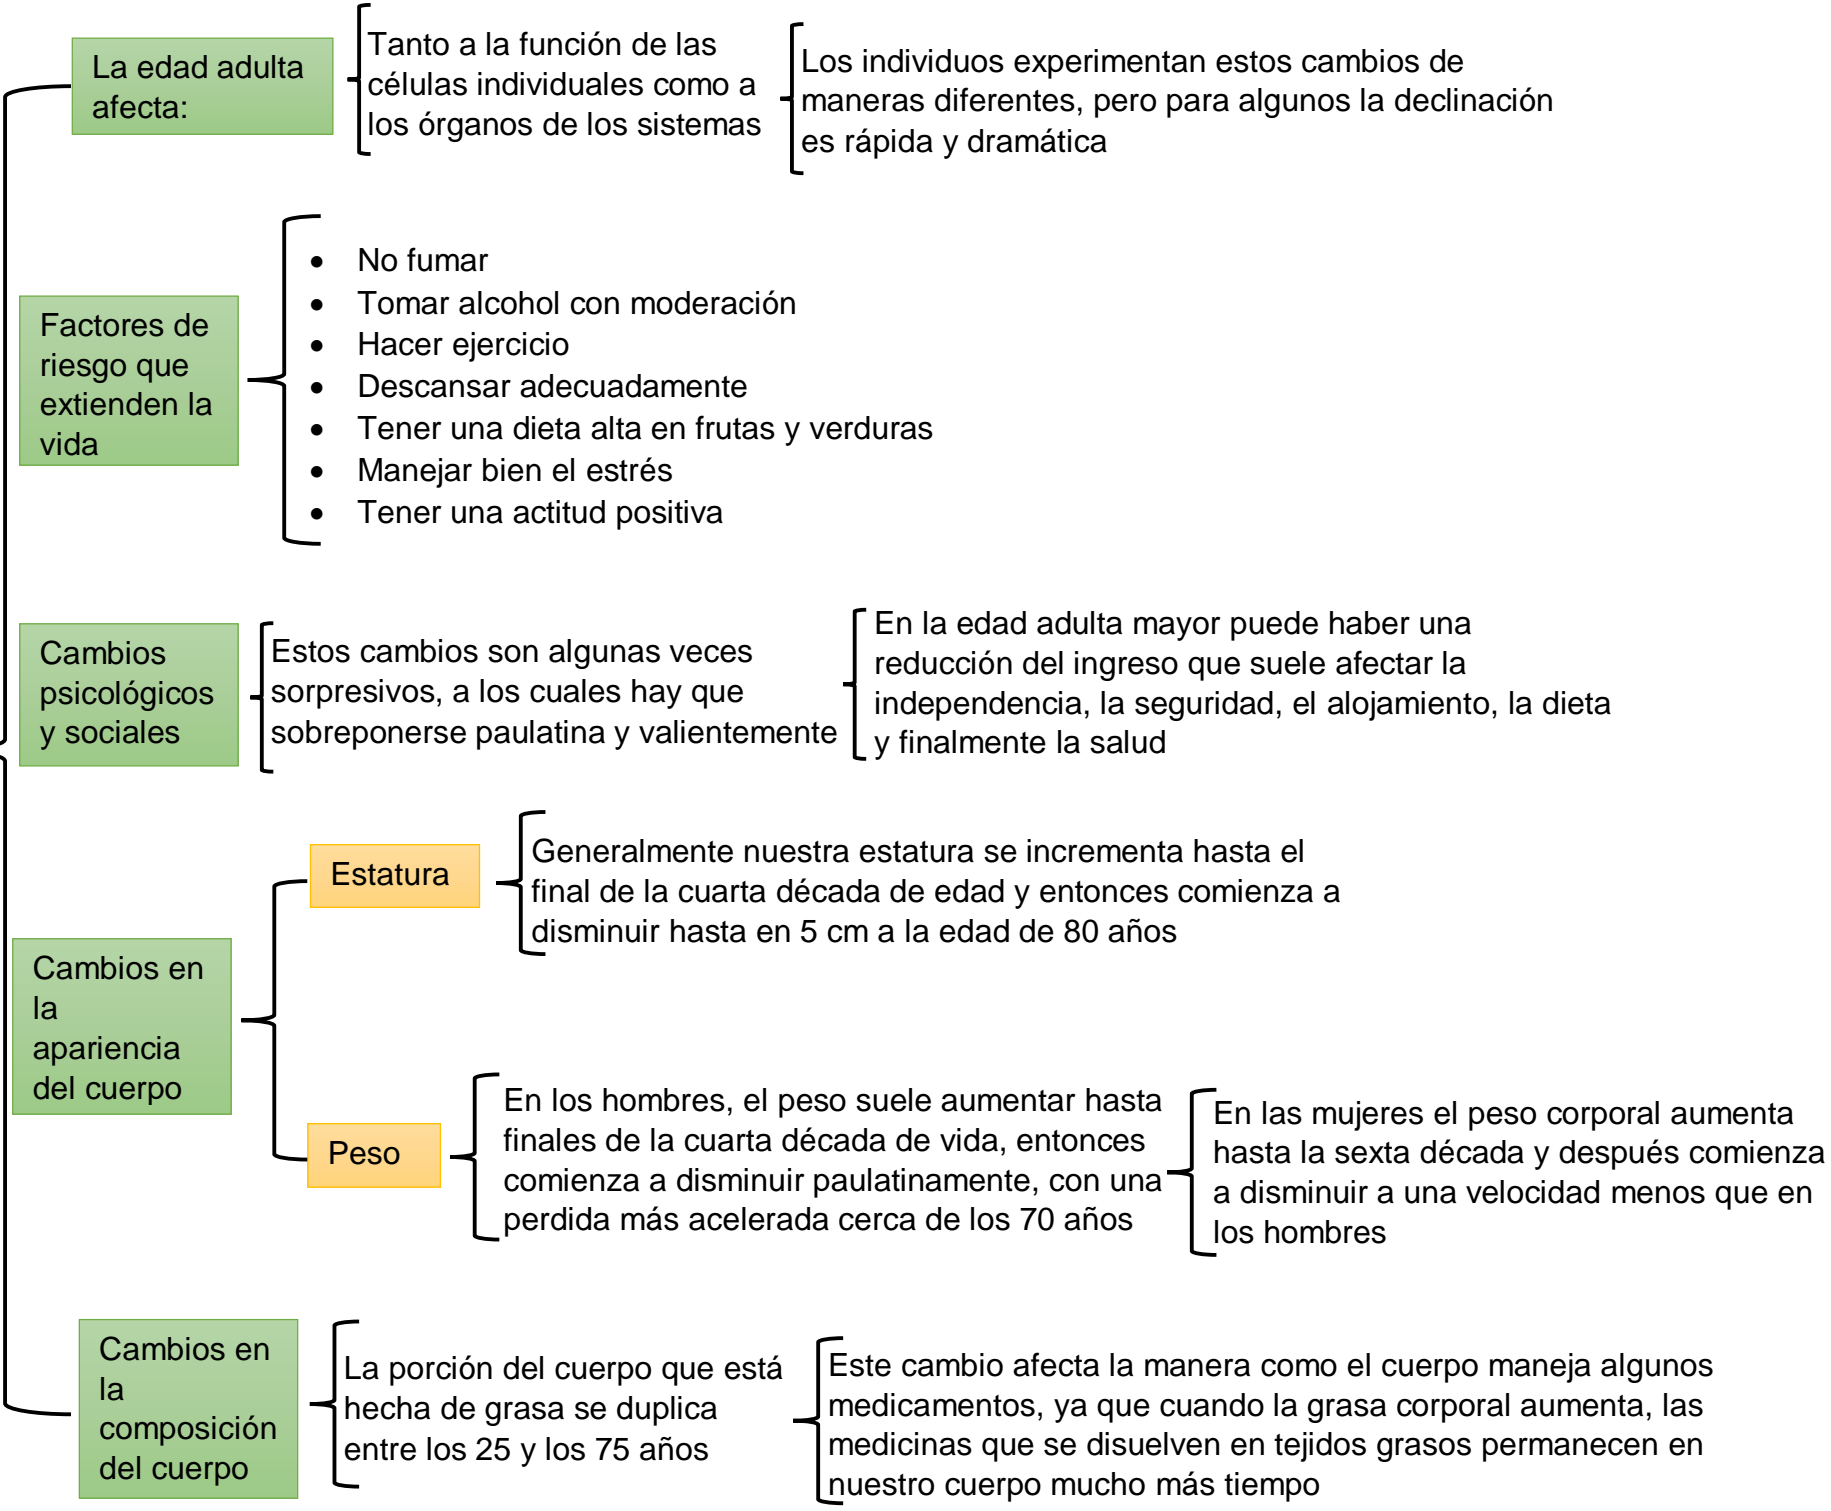 La edad adulta
afecta:
Tanto a la función de las
células individuales como a
los órganos de los sistemas
Los individuos experimentan estos cambios de
maneras diferentes, pero para algunos la declinación
es rápida y dramática
Factores de
riesgo que
extienden la
vida
• No fumar
• Tomar alcohol con moderación
• Hacer ejercicio
• Descansar adecuadamente
• Tener una dieta alta en frutas y verduras
• Manejar bien el estrés
• Tener una actitud positiva
Cambios
psicológicos
y sociales
Estos cambios son algunas veces
sorpresivos, a los cuales hay que
sobreponerse paulatina y valientemente
En la edad adulta mayor puede haber una
reducción del ingreso que suele afectar la
independencia, la seguridad, el alojamiento, la dieta
y finalmente la salud
Cambios en
la
apariencia
del cuerpo
Estatura
Generalmente nuestra estatura se incrementa hasta el
final de la cuarta década de edad y entonces comienza a
disminuir hasta en 5 cm a la edad de 80 años
Peso
En los hombres, el peso suele aumentar hasta
finales de la cuarta década de vida, entonces
comienza a disminuir paulatinamente, con una
perdida más acelerada cerca de los 70 años
En las mujeres el peso corporal aumenta
hasta la sexta década y después comienza
a disminuir a una velocidad menos que en
los hombres
Cambios en
la
composición
del cuerpo
La porción del cuerpo que está
hecha de grasa se duplica
entre los 25 y los 75 años
Este cambio afecta la manera como el cuerpo maneja algunos
medicamentos, ya que cuando la grasa corporal aumenta, las
medicinas que se disuelven en tejidos grasos permanecen en
nuestro cuerpo mucho más tiempo